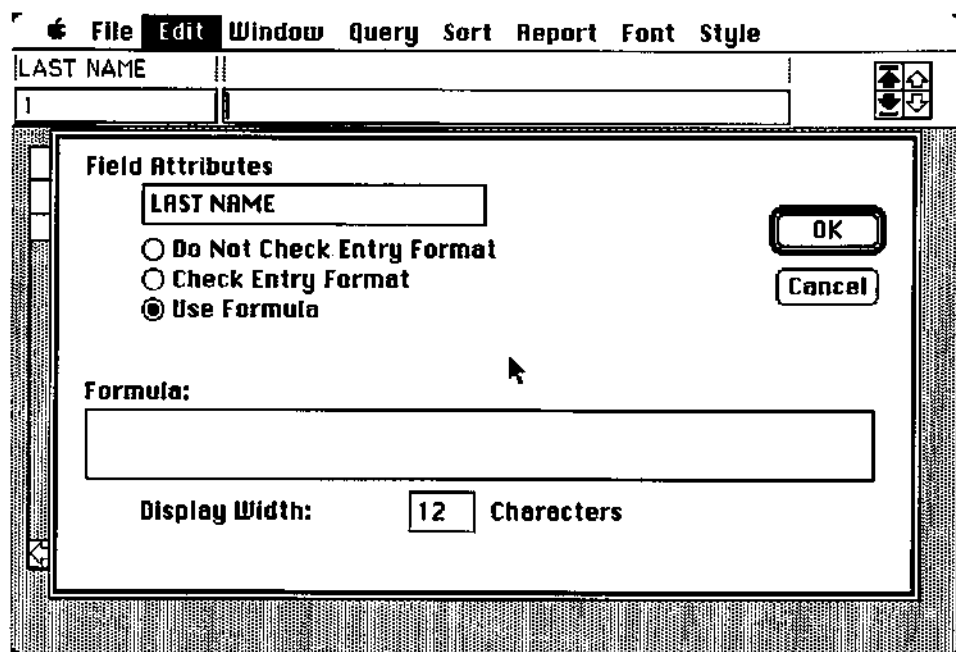 File Edit Window Query Sort Report Font Style
LAST NAME
1
Field Attributes
LAST NAME
OK
Do Not Check Entry Format
Check Entry Format
Cancel
Use Formula
Formula:
Display Width: 12 Characters